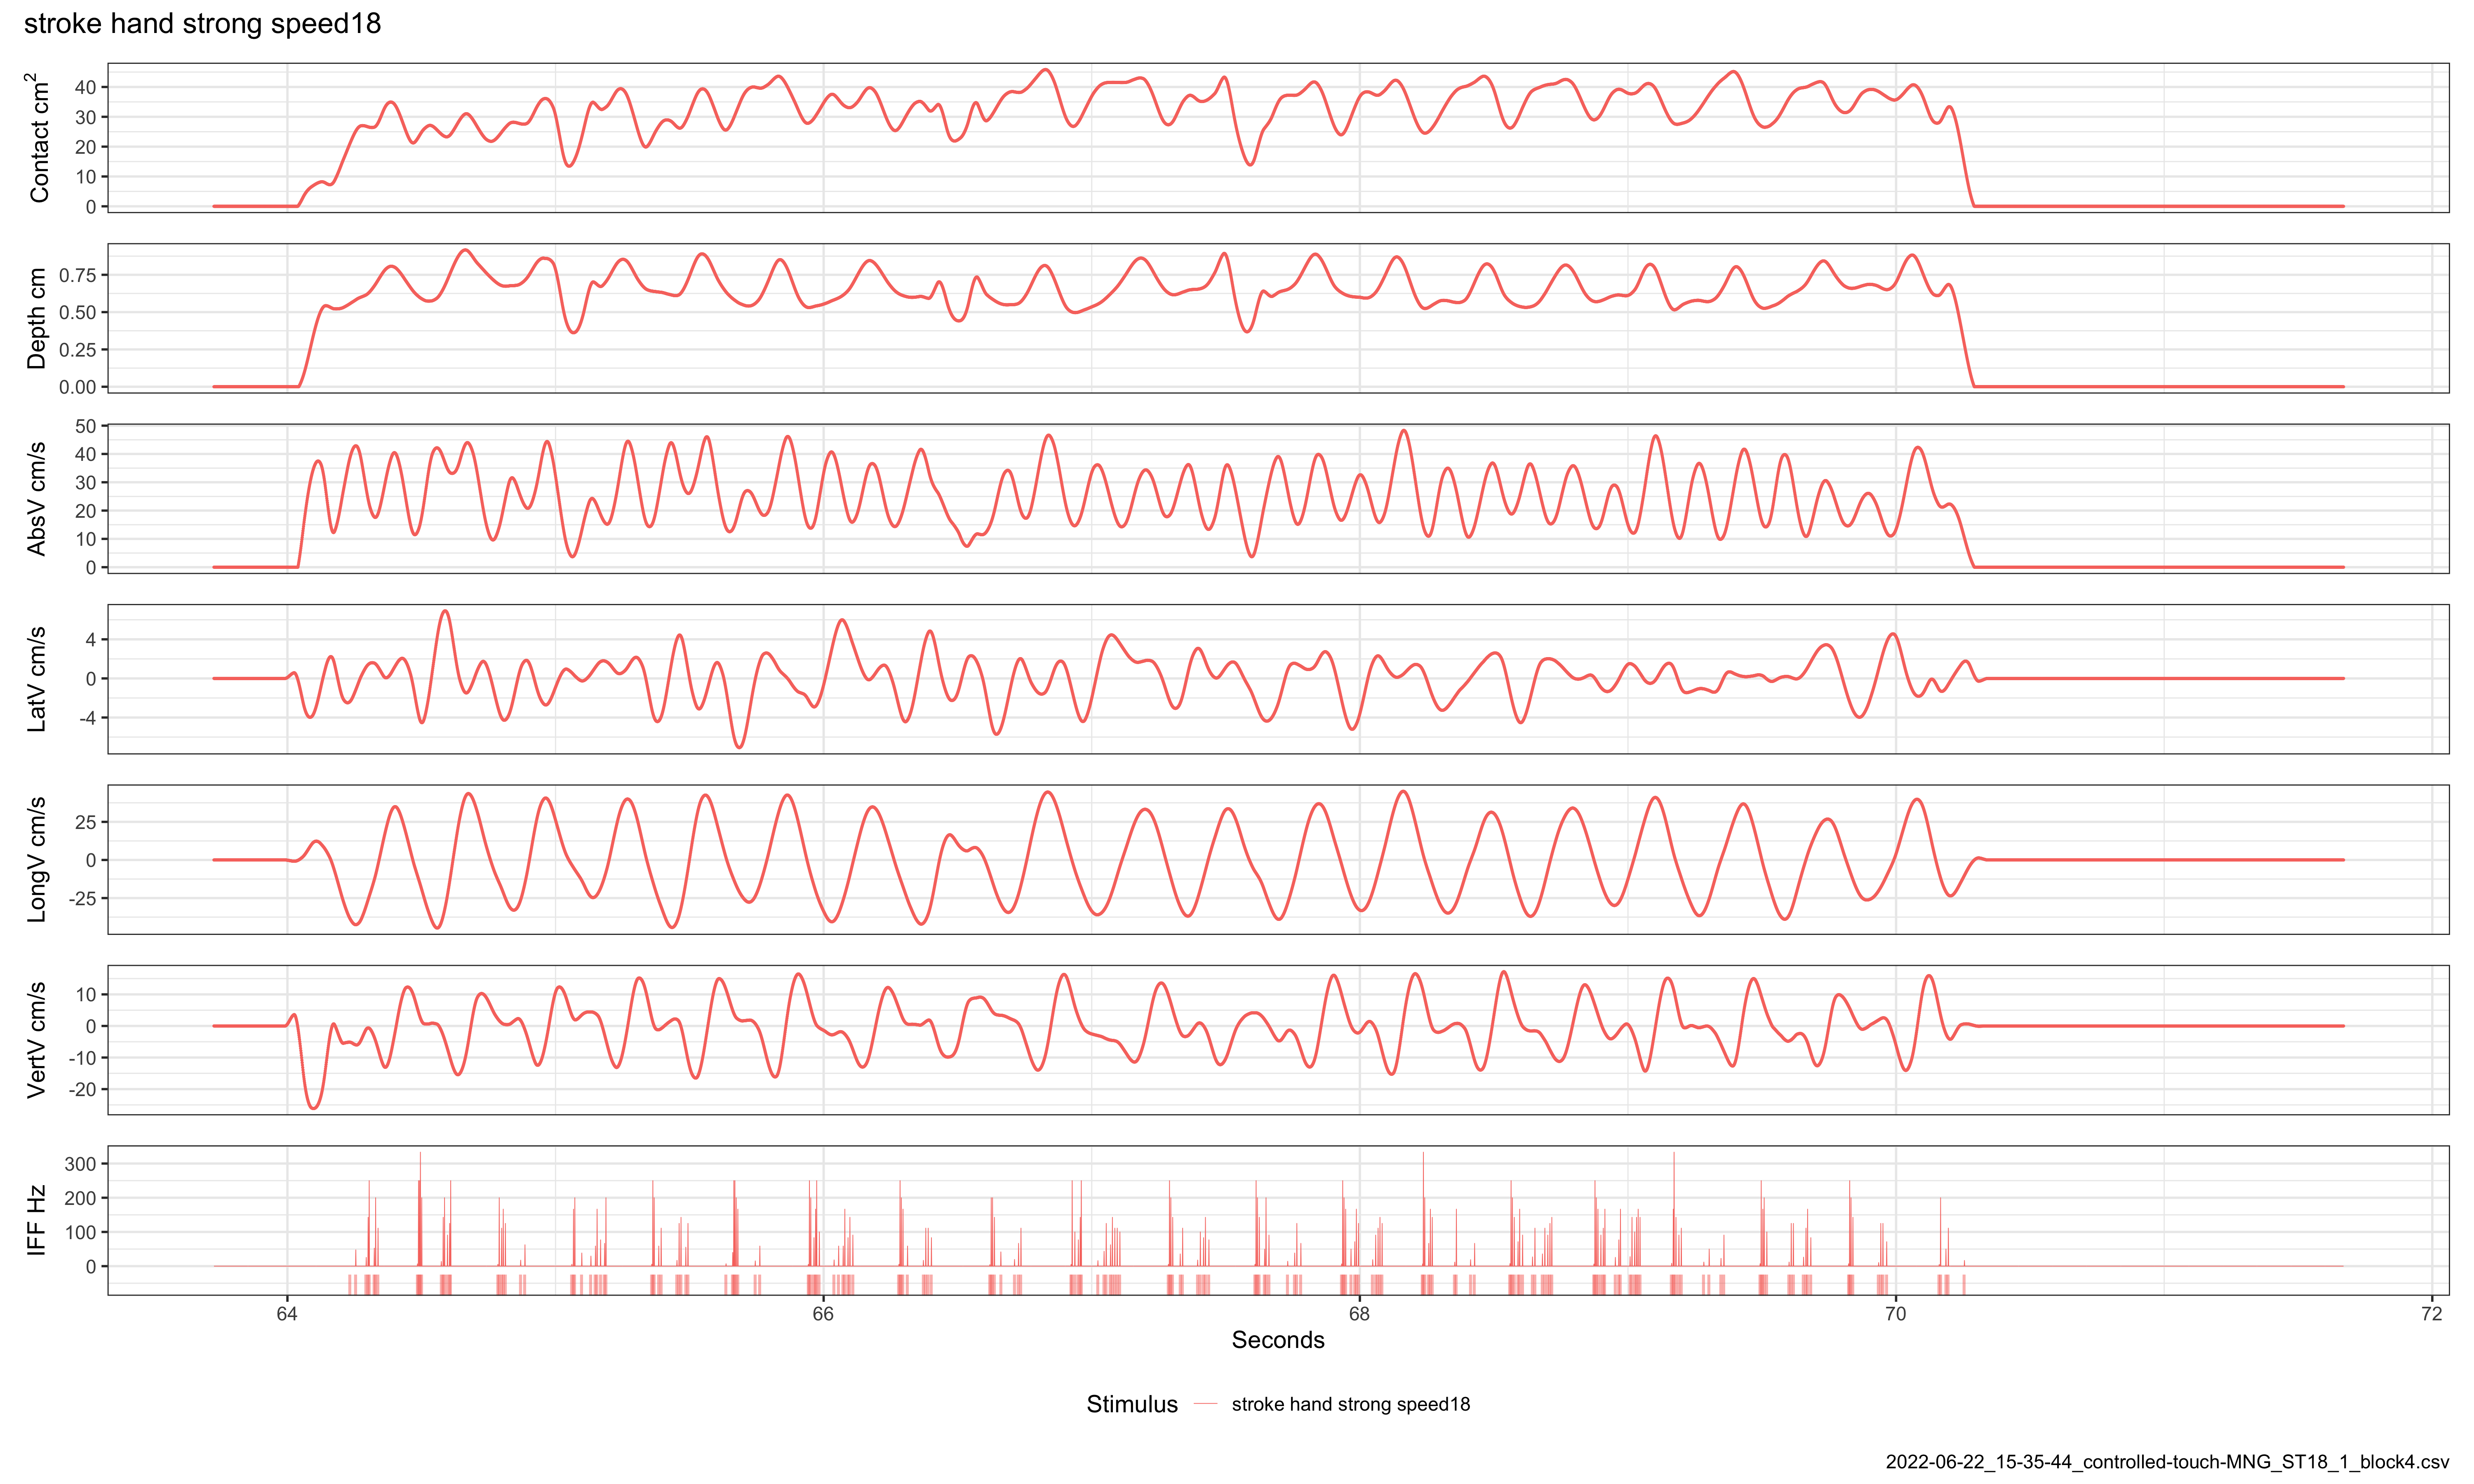 stroke hand strong speed18
Contact cm²
40
30
20
10
0
Depth cm
0.75
0.50
0.25
0.00
AbsV cm/s
50
40
30
20
10
0
LatV cm/s
4
0
-4
LongV cm/s
25
0
-25
VertV cm/s
10
0
-10
-20
IFF Hz
300
200
100
0
64 66 68 70 72
Seconds
Stimulus stroke hand strong speed18
2022-06-22_15-35-44_controlled-touch-MNG_ST18_1_block4.csv